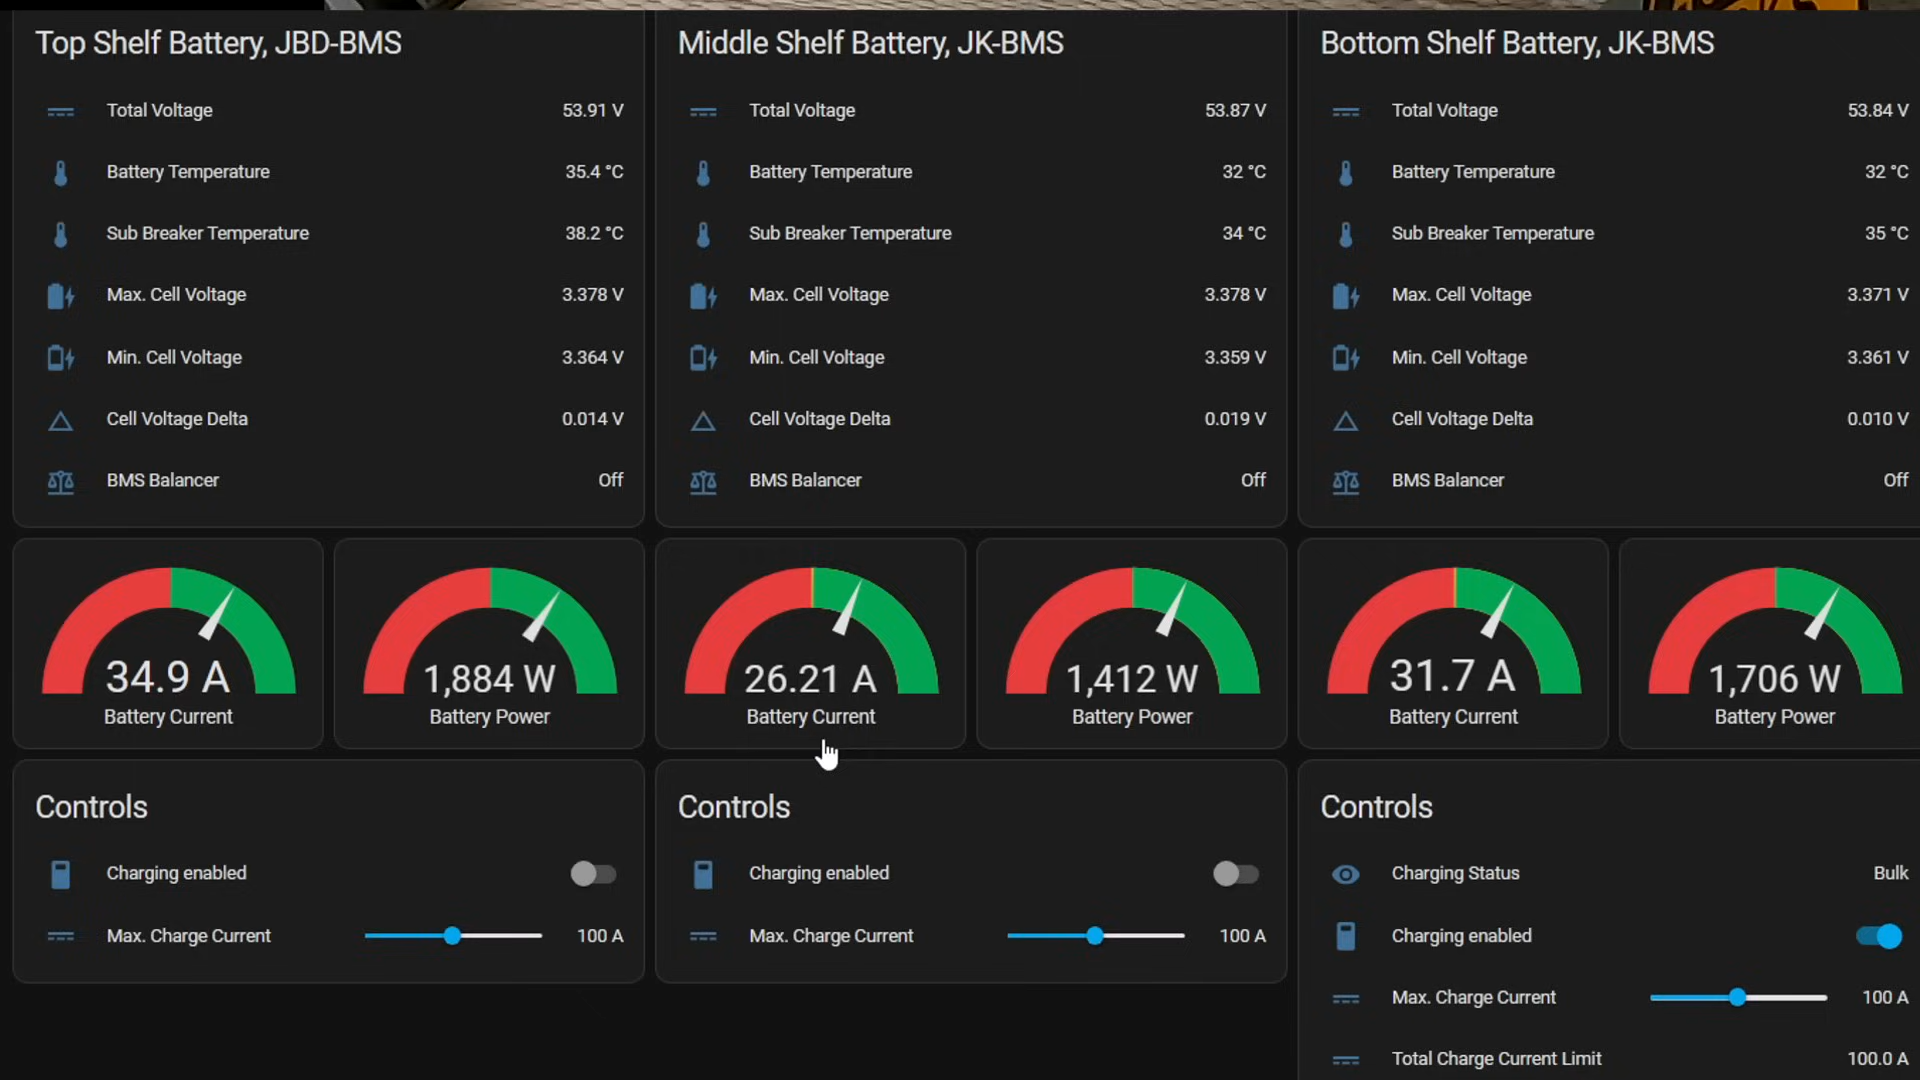 Top Shelf Battery, JBD-BMS
Total Voltage 53.91 V
Battery Temperature 35.4 °C
Sub Breaker Temperature 38.2 °C
Max. Cell Voltage 3.378 V
Min. Cell Voltage 3.364 V
Cell Voltage Delta 0.014 V
BMS Balancer Off
34.9 A
Battery Current
1,884 W
Battery Power
Controls
Charging enabled
Max. Charge Current 100 A
Middle Shelf Battery, JK-BMS
Total Voltage 53.87 V
Battery Temperature 32 °C
Sub Breaker Temperature 34 °C
Max. Cell Voltage 3.378 V
Min. Cell Voltage 3.359 V
Cell Voltage Delta 0.019 V
BMS Balancer Off
26.21 A
Battery Current
1,412 W
Battery Power
Controls
Charging enabled
Max. Charge Current 100 A
Bottom Shelf Battery, JK-BMS
Total Voltage 53.84 V
Battery Temperature 32 °C
Sub Breaker Temperature 35 °C
Max. Cell Voltage 3.371 V
Min. Cell Voltage 3.361 V
Cell Voltage Delta 0.010 V
BMS Balancer Off
31.7 A
Battery Current
1,706 W
Battery Power
Controls
Charging Status Bulk
Charging enabled
Max. Charge Current 100 A
Total Charge Current Limit 100.0 A